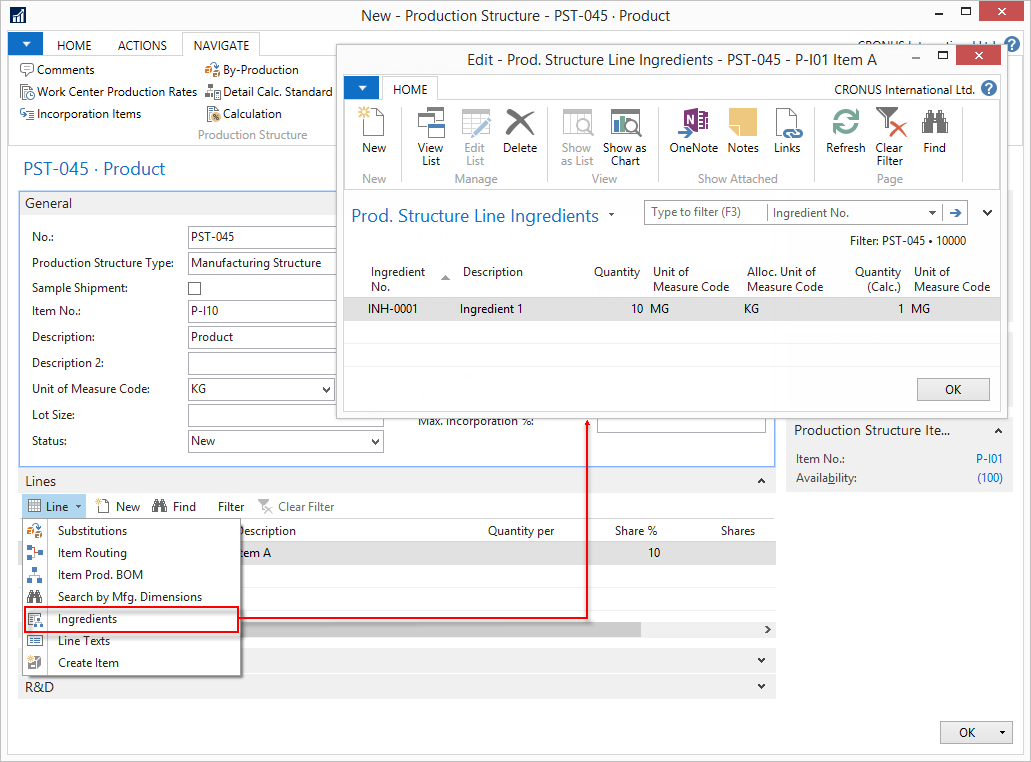 New - Production Structure - PST-045 · Product
HOME ACTIONS NAVIGATE
Comments
Work Center Production Rates
Incorporation Items
By-Production
Detail Calc. Standard
Calculation
Production Structure
PST-045 · Product
General
No.: PST-045
Production Structure Type: Manufacturing Structure
Sample Shipment:
Item No.: P-I10
Description: Product
Description 2:
Unit of Measure Code: KG
Lot Size:
Status: New
Max. Incorporation %:
Lines
Line New Find Filter Clear Filter
Substitutions
Item Routing
Item Prod. BOM
Search by Mfg. Dimensions
Ingredients
Line Texts
Create Item
Description Quantity per Share % Shares
Item A 10
R&D
Production Structure Ite...
Item No.: P-I01
Availability: (100)
OK
Edit - Prod. Structure Line Ingredients - PST-045 - P-I01 Item A
HOME
CRONUS International Ltd.
New
View List
Edit List
Delete
Show as List
Show as Chart
OneNote
Notes
Links
Refresh
Clear Filter
Find
New Manage View Show Attached Page
Prod. Structure Line Ingredients
Type to filter (F3) Ingredient No.
Filter: PST-045 • 10000
Ingredient No. Description Quantity Unit of Measure Code Alloc. Unit of Measure Code Quantity (Calc.) Unit of Measure Code
INH-0001 Ingredient 1 10 MG KG 1 MG
OK